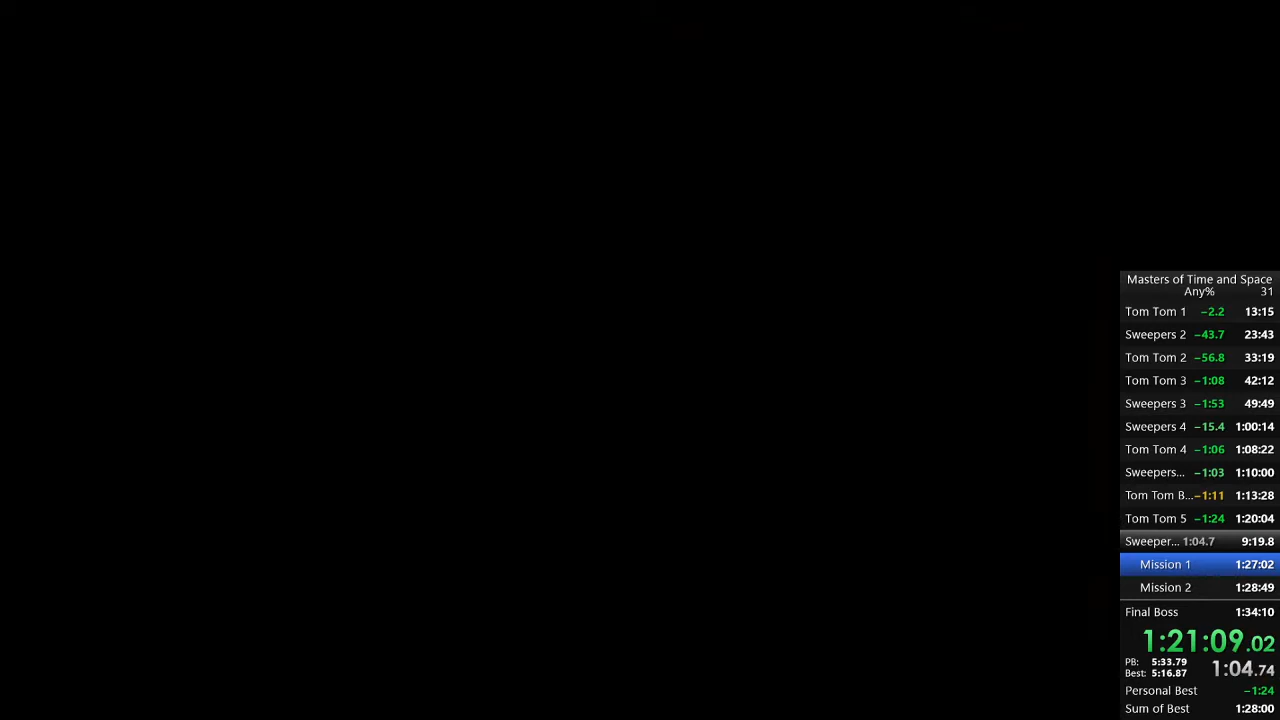 Masters of Time and Space
Any% 31
Tom Tom 1 −2.2 13:15
Sweepers 2 −43.7 23:43
Tom Tom 2 −56.8 33:19
Tom Tom 3 −1:08 42:12
Sweepers 3 −1:53 49:49
Sweepers 4 −15.4 1:00:14
Tom Tom 4 −1:06 1:08:22
Sweepers... −1:03 1:10:00
Tom Tom B... −1:11 1:13:28
Tom Tom 5 −1:24 1:20:04
Sweeper... 1:04.7 9:19.8
Mission 1 1:27:02
Mission 2 1:28:49
Final Boss 1:34:10
1:21:09.02
PB: 5:33.79
Best: 5:16.87
1:04.74
Personal Best −1:24
Sum of Best 1:28:00